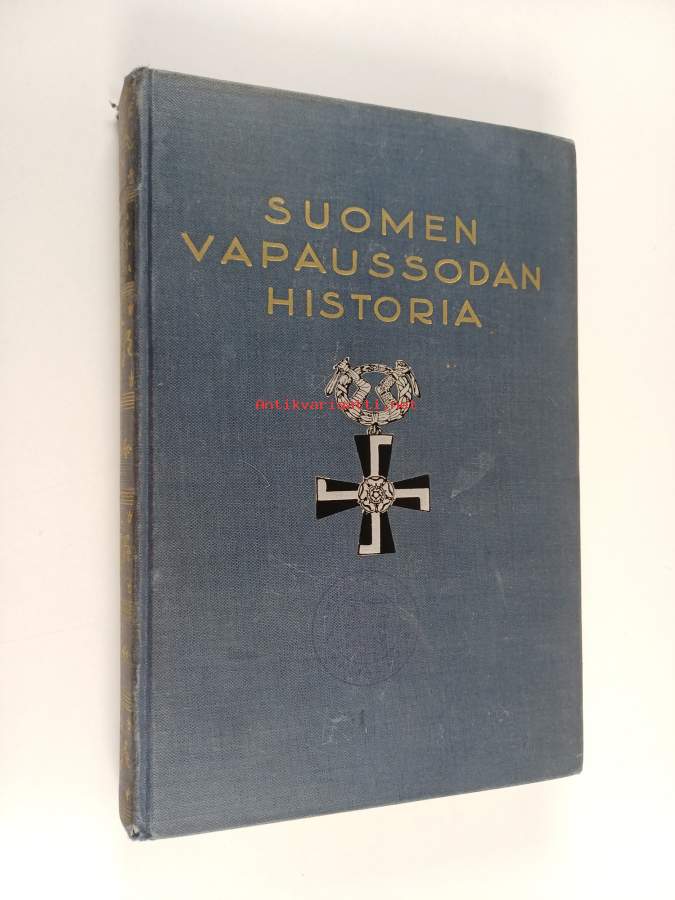 SUOMEN
VAPAUSSODAN
HISTORIA
Antikvariaatti.net